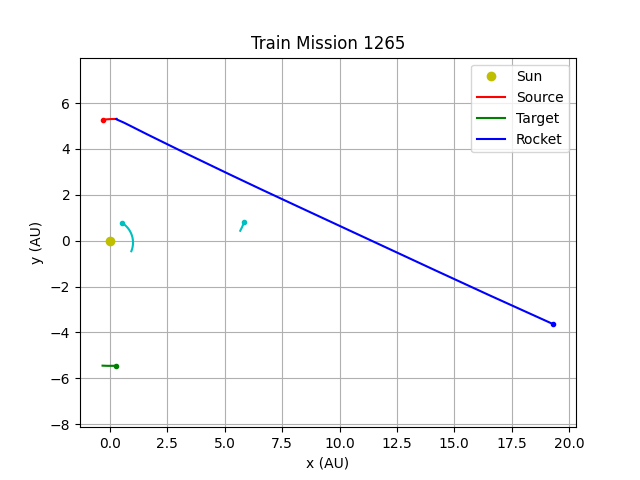 Train Mission 1265
Sun
Source
Target
Rocket
6
4
2
0
−2
−4
−6
−8
y (AU)
0.0 2.5 5.0 7.5 10.0 12.5 15.0 17.5 20.0
x (AU)